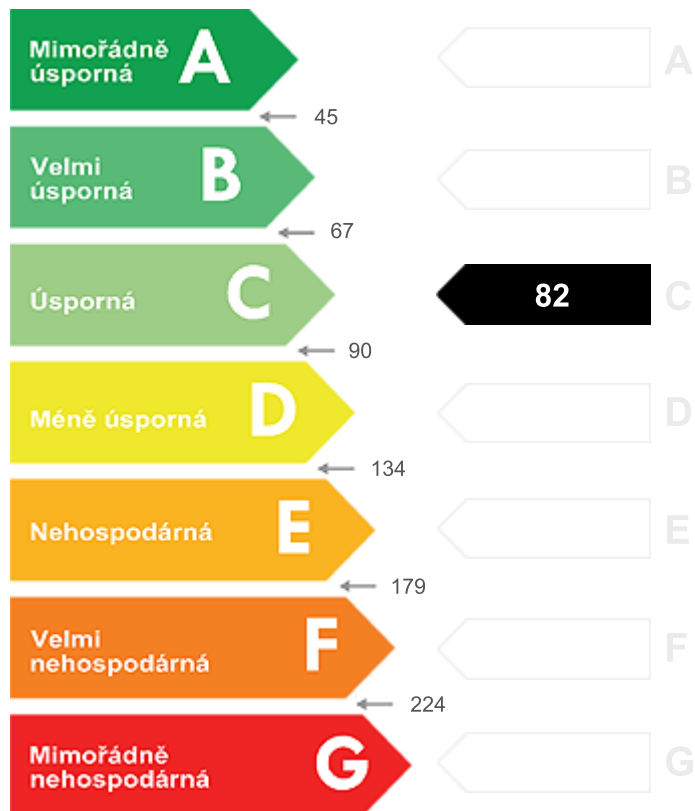 Mimořádně
úsporná
A
A
45
Velmi
úsporná
B
B
67
Úsporná
C
82
C
90
Méně úsporná
D
D
134
Nehospodárná
E
E
179
Velmi
nehospodárná
F
F
224
Mimořádně
nehospodárná
G
G